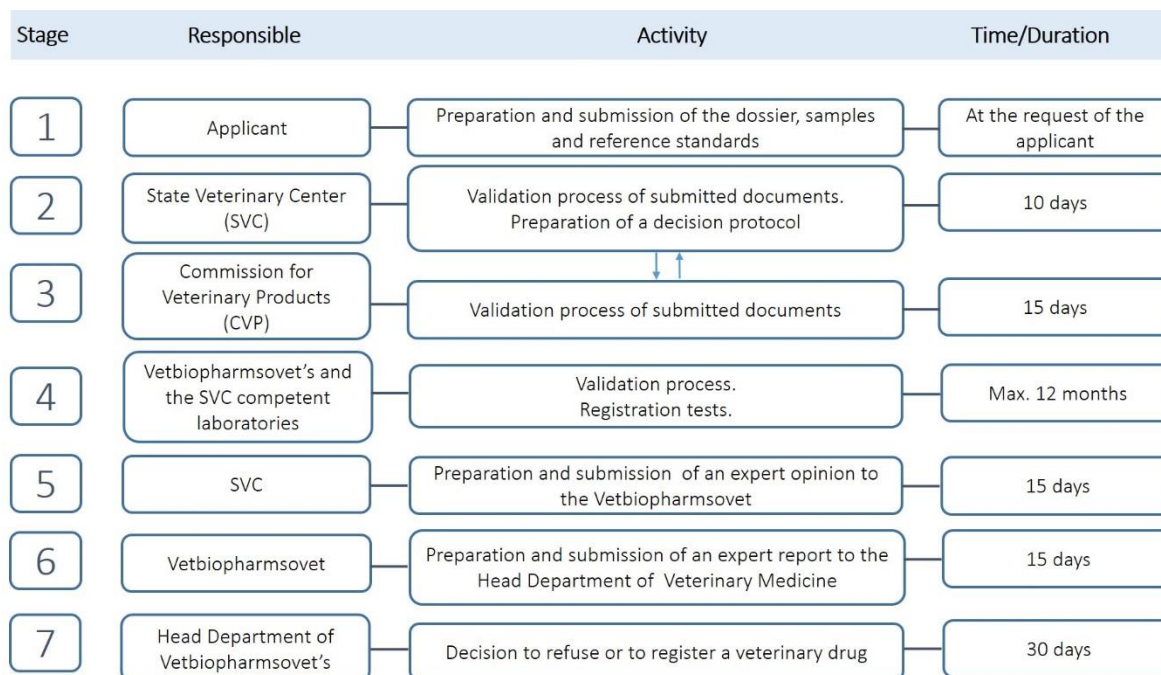 Stage Responsible Activity Time/Duration
1
Applicant
Preparation and submission of the dossier, samples
and reference standards
At the request of the
applicant
2
State Veterinary Center
(SVC)
Validation process of submitted documents.
Preparation of a decision protocol
10 days
3
Commission for
Veterinary Products
(CVP)
Validation process of submitted documents
15 days
4
Vetbiopharmsovet’s and
the SVC competent
laboratories
Validation process.
Registration tests.
Max. 12 months
5
SVC
Preparation and submission of an expert opinion to
the Vetbiopharmsovet
15 days
6
Vetbiopharmsovet
Preparation and submission of an expert report to the
Head Department of Veterinary Medicine
15 days
7
Head Department of
Vetbiopharmsovet’s
Decision to refuse or to register a veterinary drug
30 days